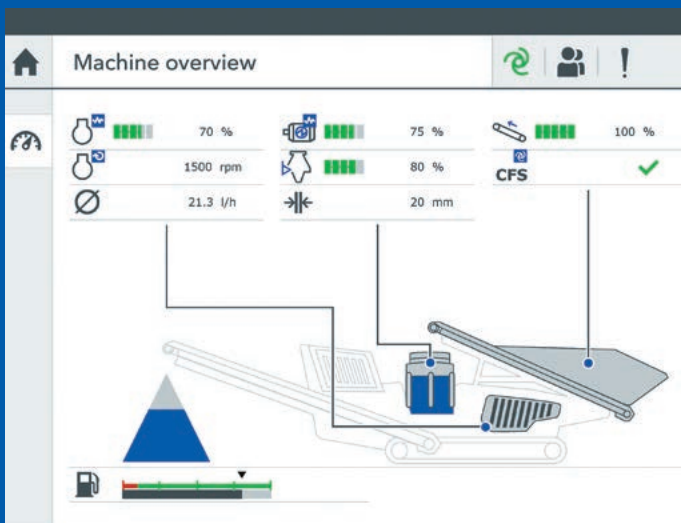 Machine overview
70 %
75 %
100 %
1500 rpm
80 %
CFS
21.3 l/h
20 mm